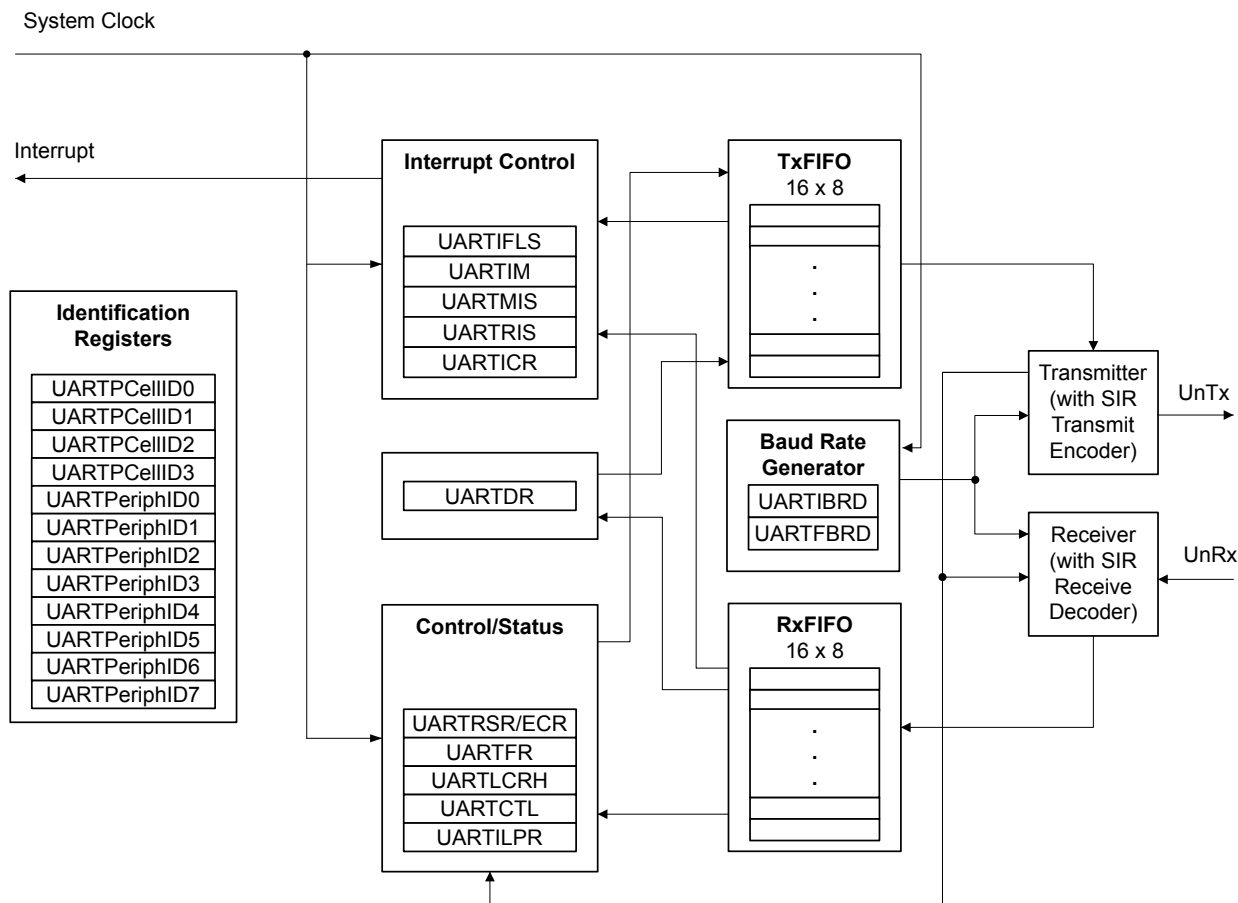 System Clock
Interrupt
Identification
Registers
UARTPCellID0
UARTPCellID1
UARTPCellID2
UARTPCellID3
UARTPeriphID0
UARTPeriphID1
UARTPeriphID2
UARTPeriphID3
UARTPeriphID4
UARTPeriphID5
UARTPeriphID6
UARTPeriphID7
Interrupt Control
UARTIFLS
UARTIM
UARTMIS
UARTRIS
UARTICR
UARTDR
Control/Status
UARTRSR/ECR
UARTFR
UARTLCRH
UARTCTL
UARTILPR
TxFIFO
16 x 8
.
.
.
Baud Rate
Generator
UARTIBRD
UARTFBRD
RxFIFO
16 x 8
.
.
.
Transmitter
(with SIR
Transmit
Encoder)
UnTx
Receiver
(with SIR
Receive
Decoder)
UnRx